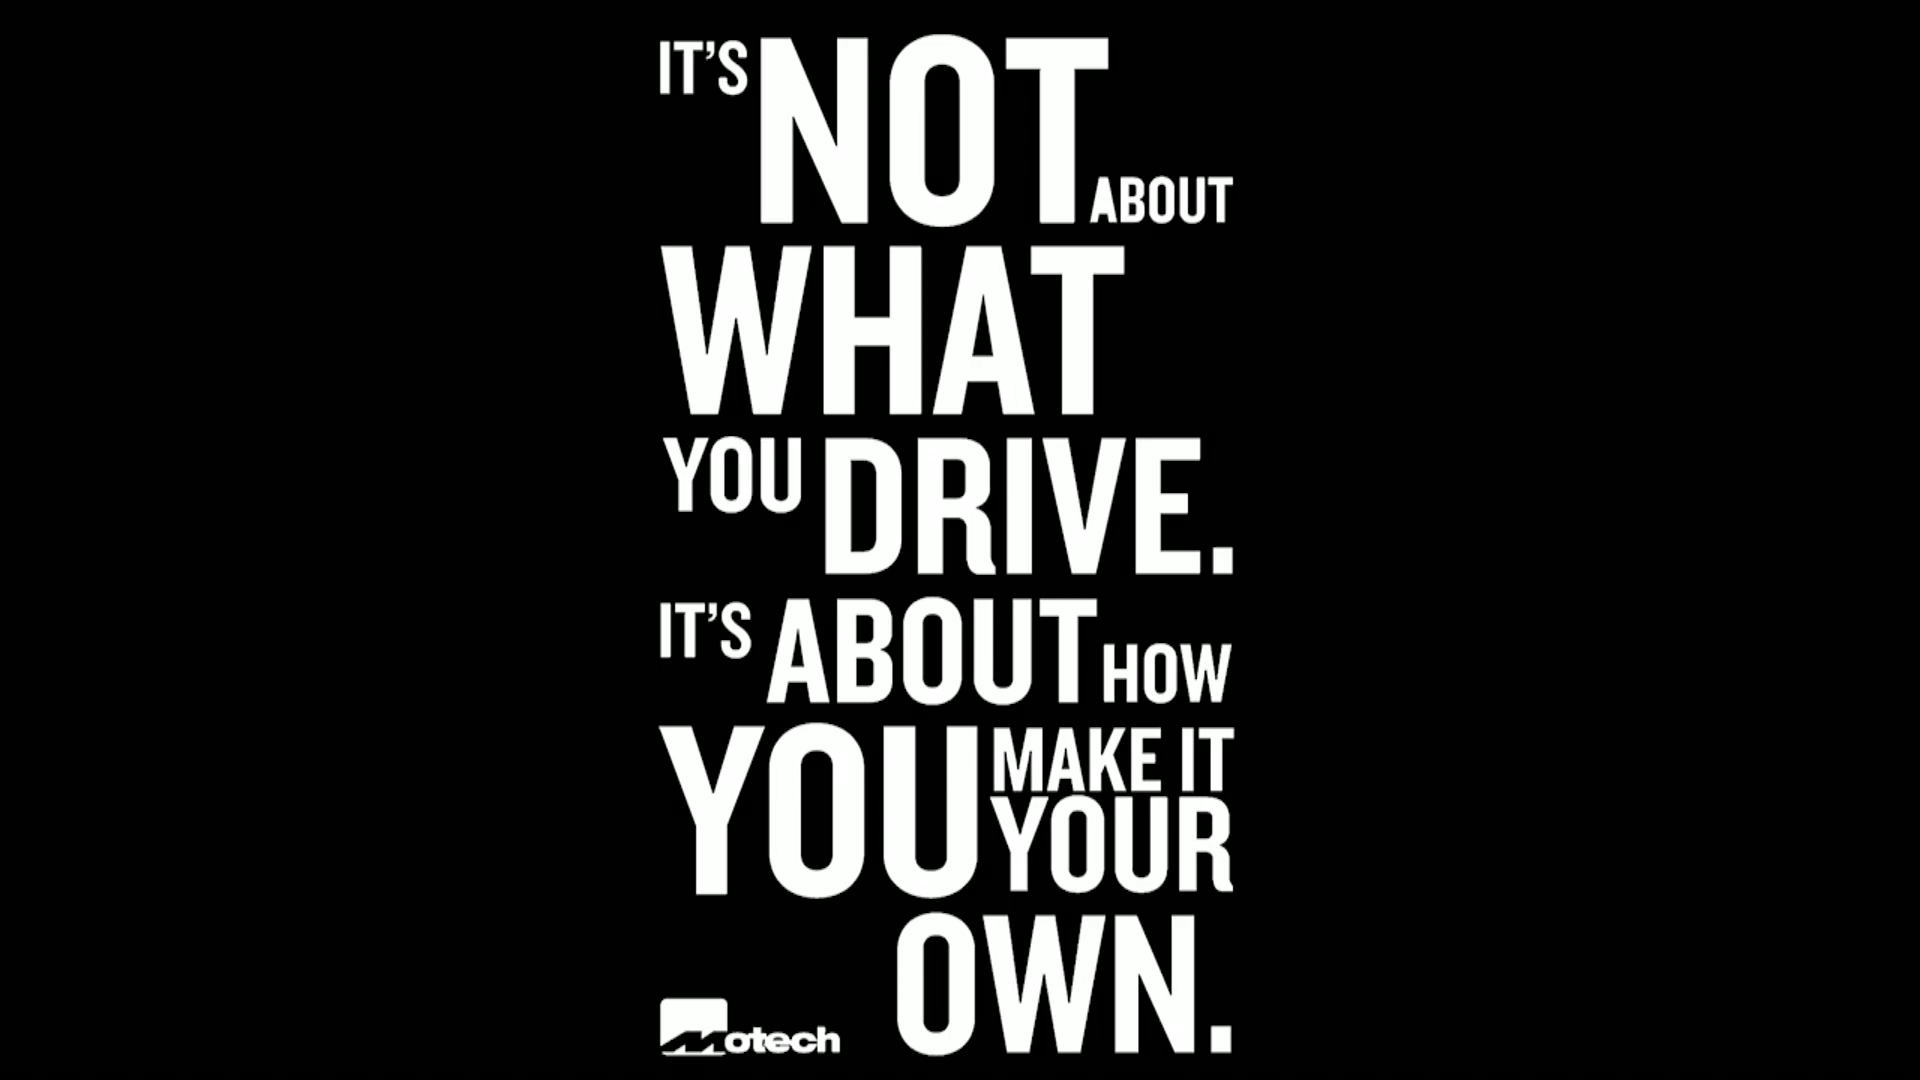 IT'S NOT ABOUT
WHAT
YOU DRIVE.
IT'S ABOUT HOW
YOU MAKE IT
YOUR
OWN.
Motech